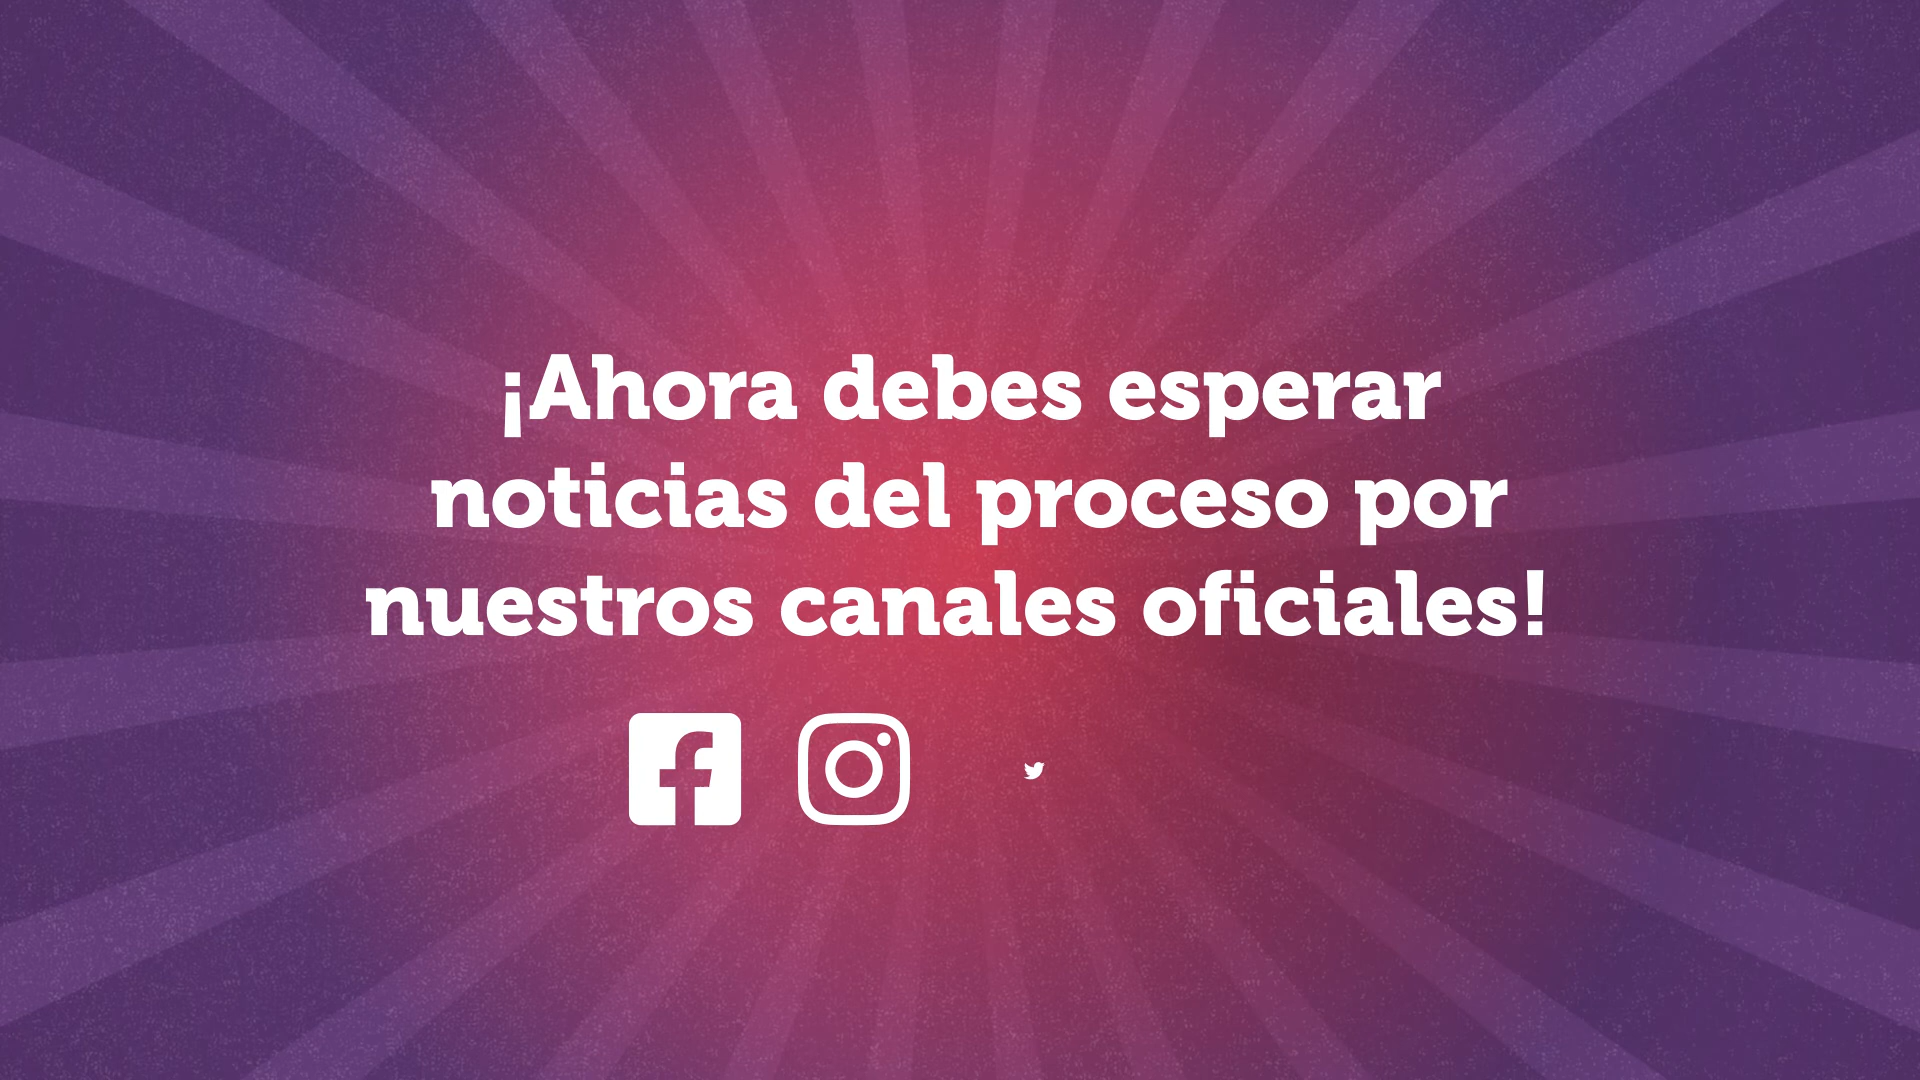 ¡Ahora debes esperar
noticias del proceso por
nuestros canales oficiales!